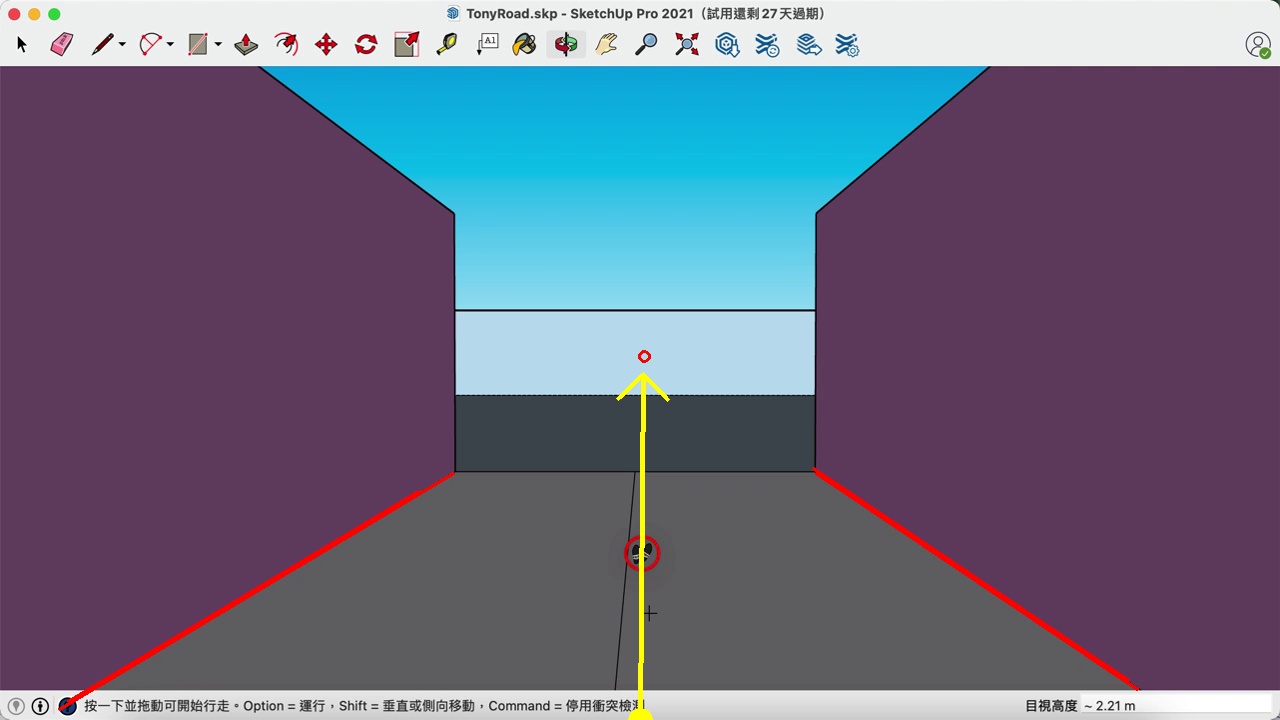 TonyRoad.skp - SketchUp Pro 2021（試用還剩 27 天過期）
A1
按一下並拖動可開始行走。Option = 運行，Shift = 垂直或側向移動，Command = 停用衝突檢測
目視高度 ~ 2.21 m